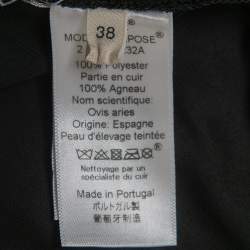 38
100% Polyester
Partie en cuir
100% Agneau
Nom scientifique:
Ovis aries
Origine: Espagne
Peau d'élevage teintée
Nettoyage par un
spécialiste du cuir
Made in Portugal
ポルトガル製
葡萄牙制造